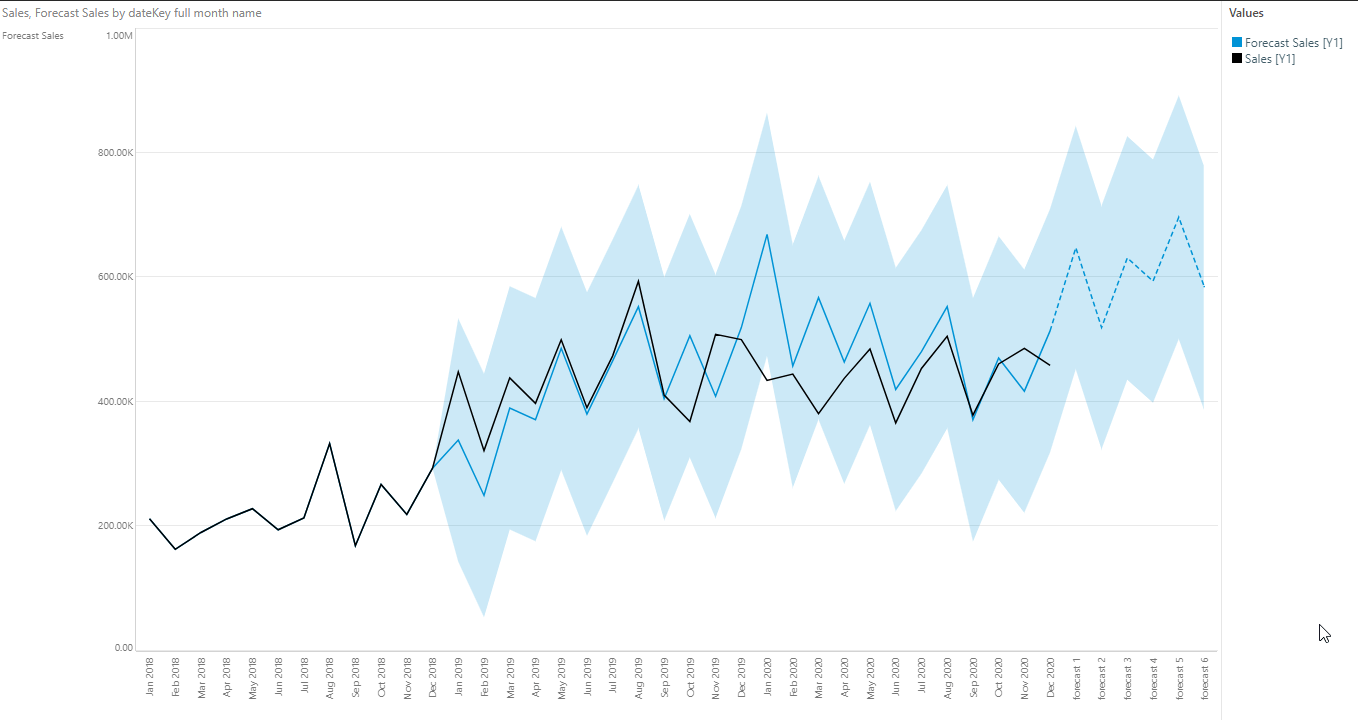 Sales, Forecast Sales by dateKey full month name
Values
Forecast Sales
1.00M
800.00K
600.00K
400.00K
200.00K
0.00
Forecast Sales [Y1]
Sales [Y1]
Jan 2018
Feb 2018
Mar 2018
Apr 2018
May 2018
Jun 2018
Jul 2018
Aug 2018
Sep 2018
Oct 2018
Nov 2018
Dec 2018
Jan 2019
Feb 2019
Mar 2019
Apr 2019
May 2019
Jun 2019
Jul 2019
Aug 2019
Sep 2019
Oct 2019
Nov 2019
Dec 2019
Jan 2020
Feb 2020
Mar 2020
Apr 2020
May 2020
Jun 2020
Jul 2020
Aug 2020
Sep 2020
Oct 2020
Nov 2020
Dec 2020
forecast 1
forecast 2
forecast 3
forecast 4
forecast 5
forecast 6